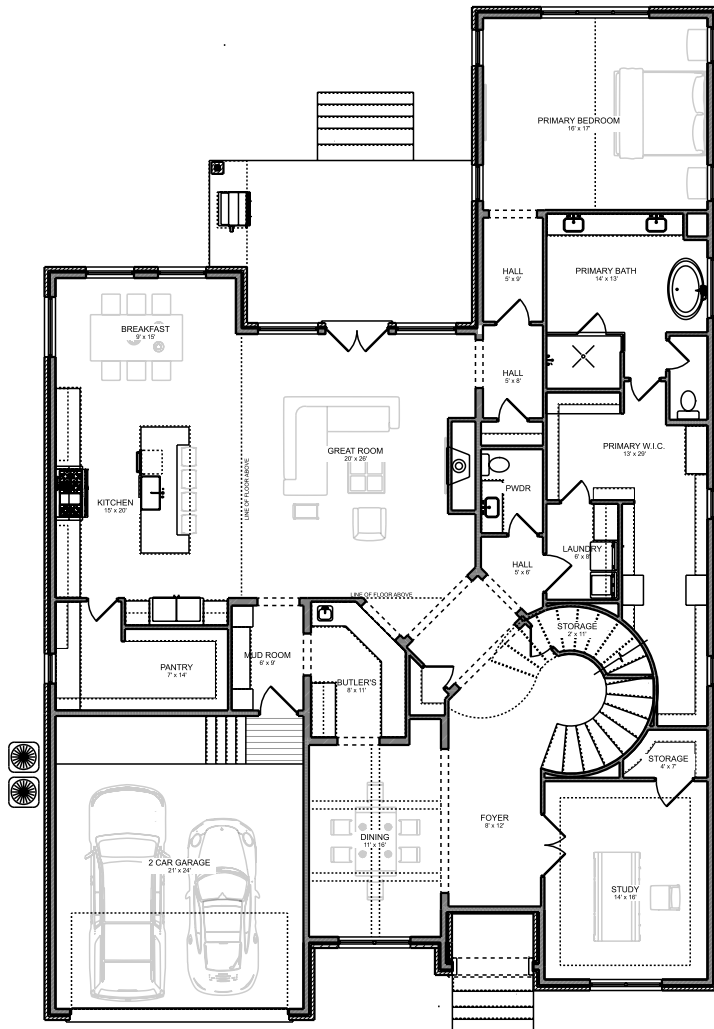 PRIMARY BEDROOM
16' x 17'
HALL
5' x 9'
PRIMARY BATH
14' x 13'
BREAKFAST
9' x 15'
HALL
5' x 8'
GREAT ROOM
20' x 26'
PRIMARY W.I.C.
13' x 29'
LINE OF FLOOR ABOVE
KITCHEN
15' x 20'
PWDR
LAUNDRY
6' x 8'
HALL
5' x 6'
LINE OF FLOOR ABOVE
STORAGE
2' x 11'
PANTRY
7' x 14'
MUD ROOM
6' x 9'
BUTLER'S
8' x 11'
STORAGE
4' x 7'
FOYER
8' x 12'
DINING
11' x 16'
2 CAR GARAGE
21' x 24'
STUDY
14' x 16'